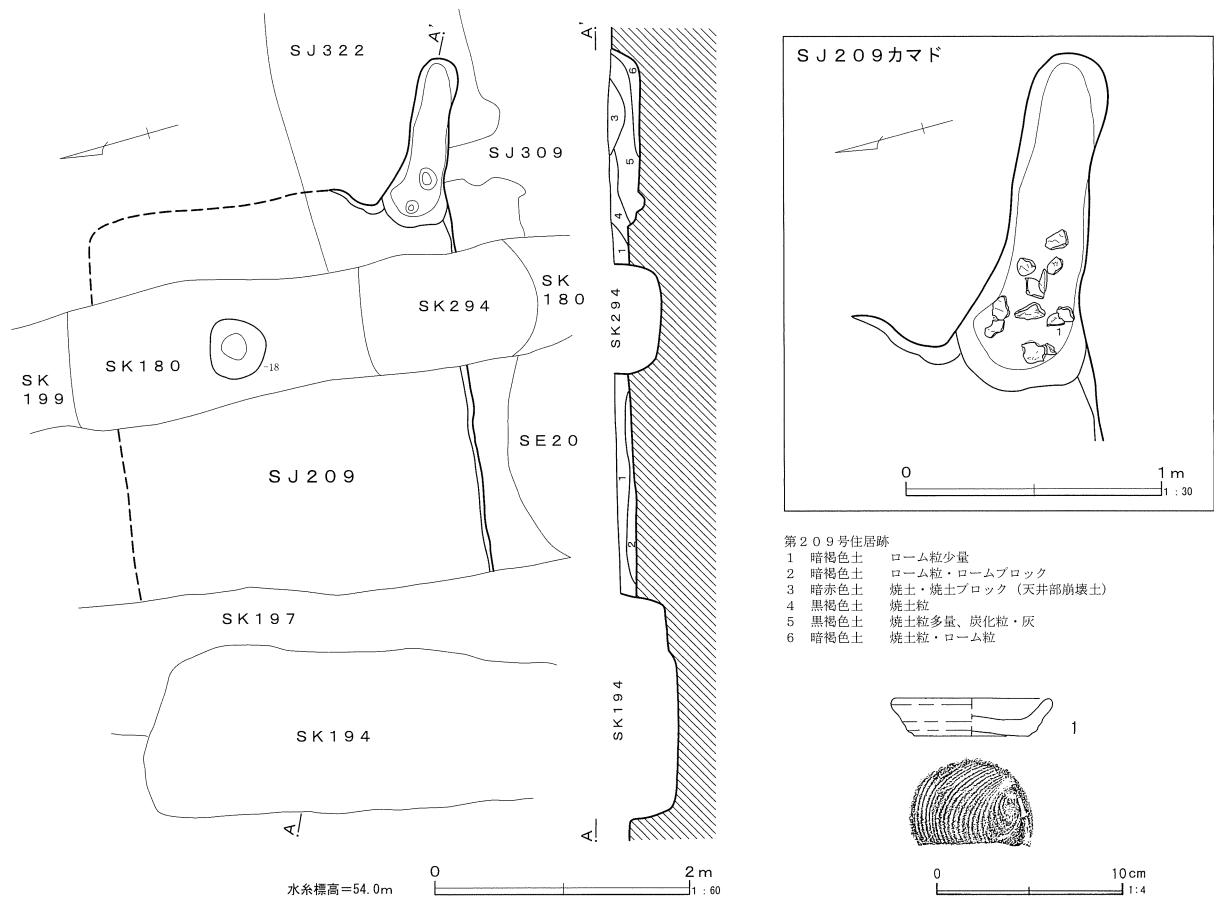 ＳＪ３２２
A'
ＳＪ３０９
ＳＫ２９４
ＳＫ
１８０
ＳＫ１８０
-18
ＳＫ
１９９
ＳＥ２０
ＳＪ２０９
ＳＫ１９７
ＳＫ１９４
A
水糸標高＝54.0m
0 2m
1 : 60
A'
6
3
5
4
1
SK294
1
2
SK194
A
ＳＪ２０９カマド
1
0 1m
1 : 30
第２０９号住居跡
１ 暗褐色土 ローム粒少量
２ 暗褐色土 ローム粒・ロームブロック
３ 暗赤色土 焼土・焼土ブロック（天井部崩壊土）
４ 黒褐色土 焼土粒
５ 黒褐色土 焼土粒多量、炭化粒・灰
６ 暗褐色土 焼土粒・ローム粒
1
0 10cm
1:4